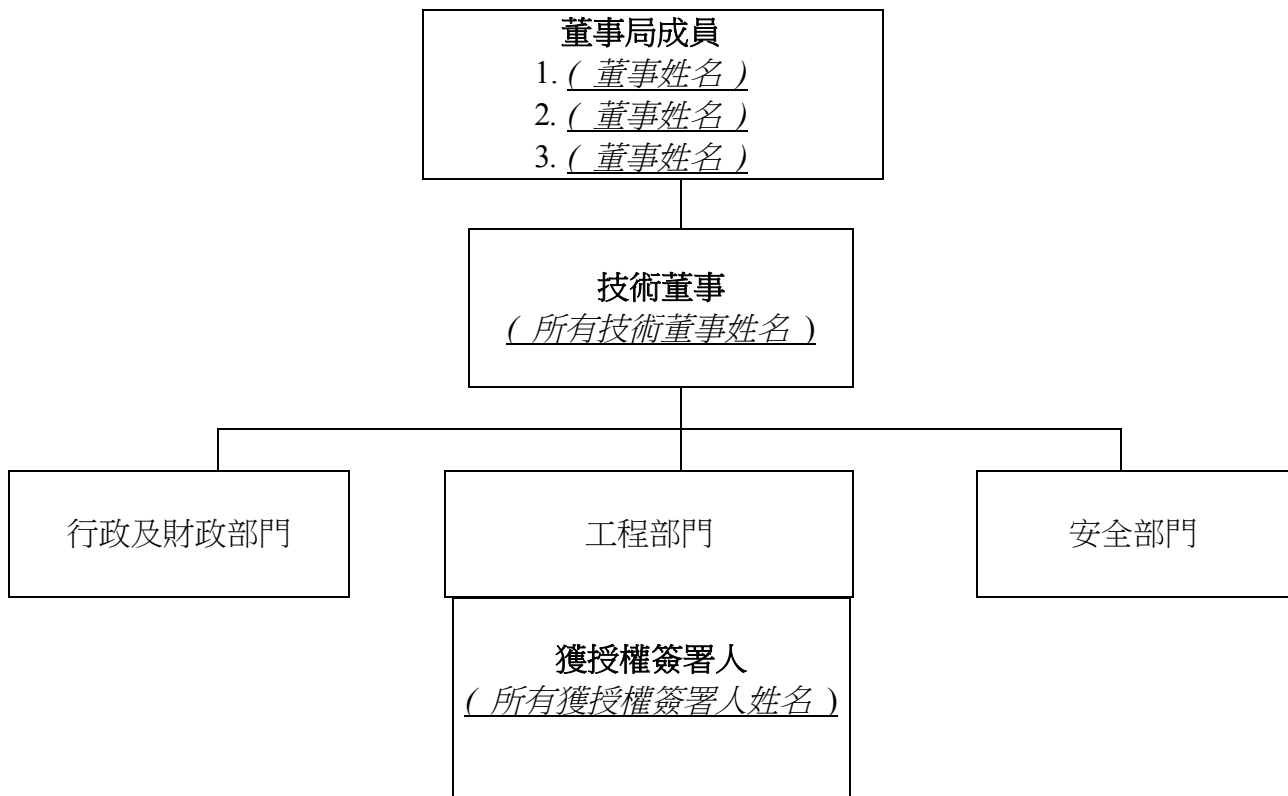 董事局成員
1. ( 董事姓名 )
2. ( 董事姓名 )
3. ( 董事姓名 )
技術董事
( 所有技術董事姓名 )
行政及財政部門
工程部門
安全部門
獲授權簽署人
( 所有獲授權簽署人姓名 )